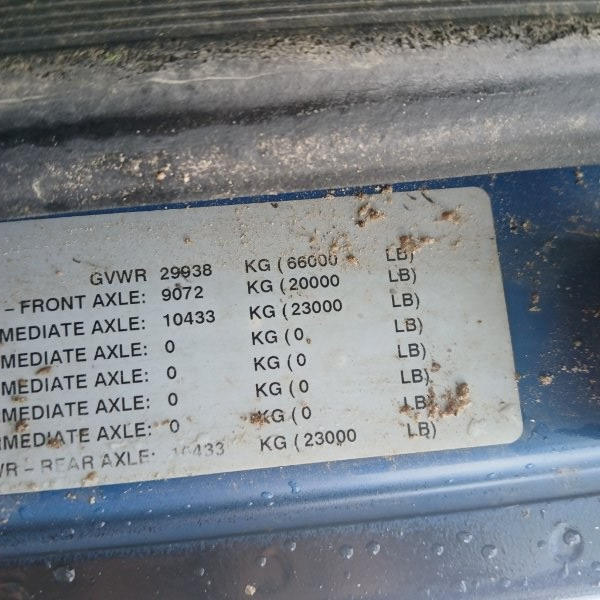 GVWR 29938 KG (66000 LB)
- FRONT AXLE: 9072 KG (20000 LB)
MEDIATE AXLE: 10433 KG (23000 LB)
MEDIATE AXLE: 0 KG (0 LB)
MEDIATE AXLE: 0 KG (0 LB)
MEDIATE AXLE: 0 KG (0 LB)
RMEDIATE AXLE: 0 KG (0 LB)
WR - REAR AXLE: 10433 KG (23000 LB)